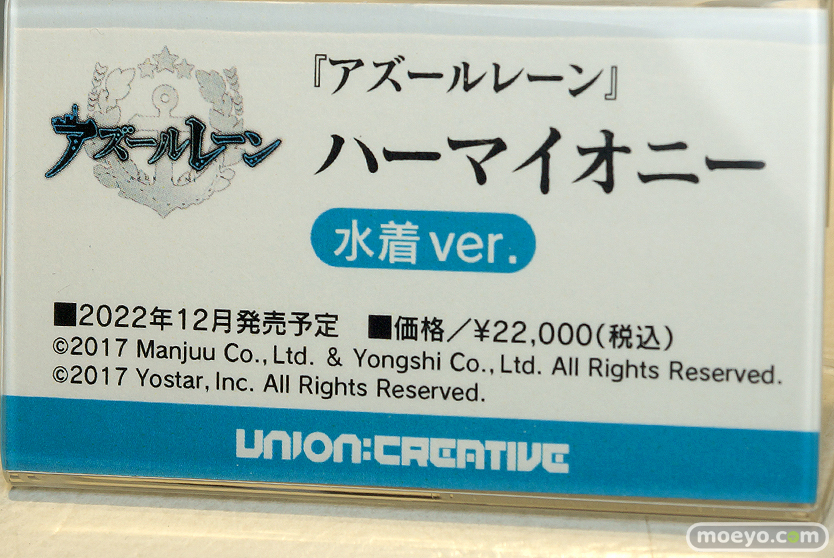 アズールレーン
『アズールレーン』
ハーマイオニー
水着ver.
■2022年12月発売予定 ■価格／¥22,000(税込)
©2017 Manjuu Co.,Ltd. & Yongshi Co.,Ltd. All Rights Reserved.
©2017 Yostar,Inc. All Rights Reserved.
UNION:CREATIVE
moeyo.com